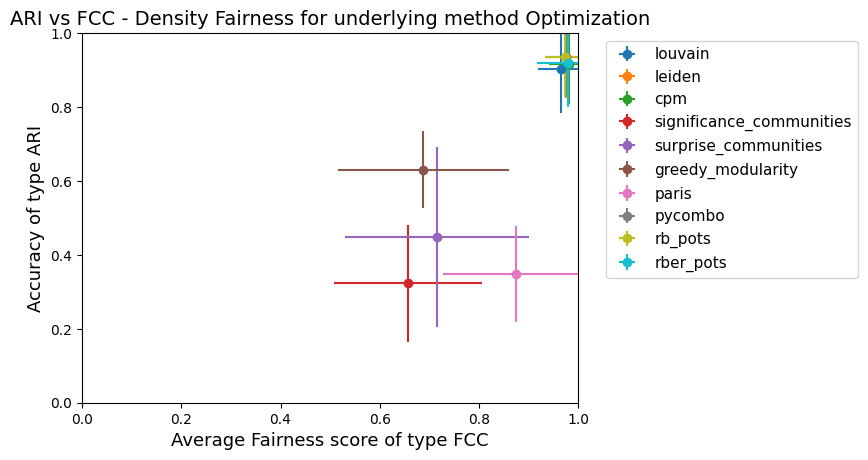 ARI vs FCC - Density Fairness for underlying method Optimization
1.0
0.8
0.6
0.4
0.2
0.0
Accuracy of type ARI
0.0 0.2 0.4 0.6 0.8 1.0
Average Fairness score of type FCC
louvain
leiden
cpm
significance_communities
surprise_communities
greedy_modularity
paris
pycombo
rb_pots
rber_pots